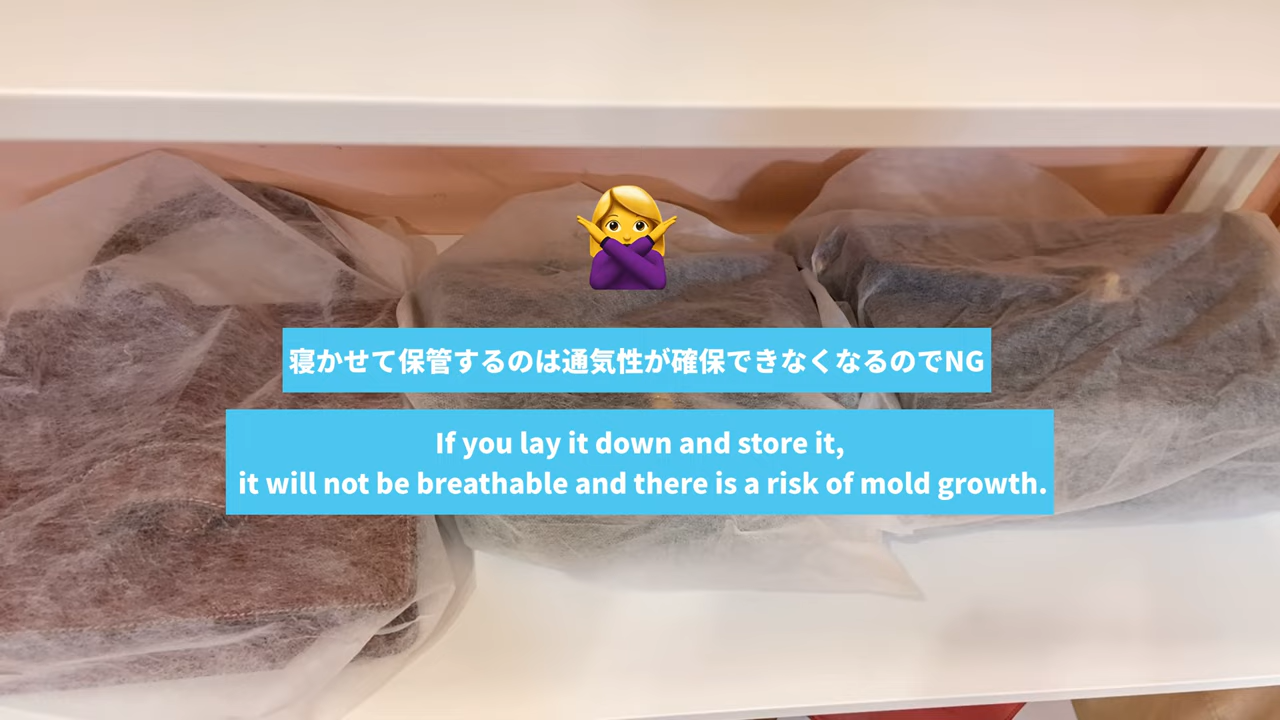 寝かせて保管するのは通気性が確保できなくなるのでNG
If you lay it down and store it,
it will not be breathable and there is a risk of mold growth.